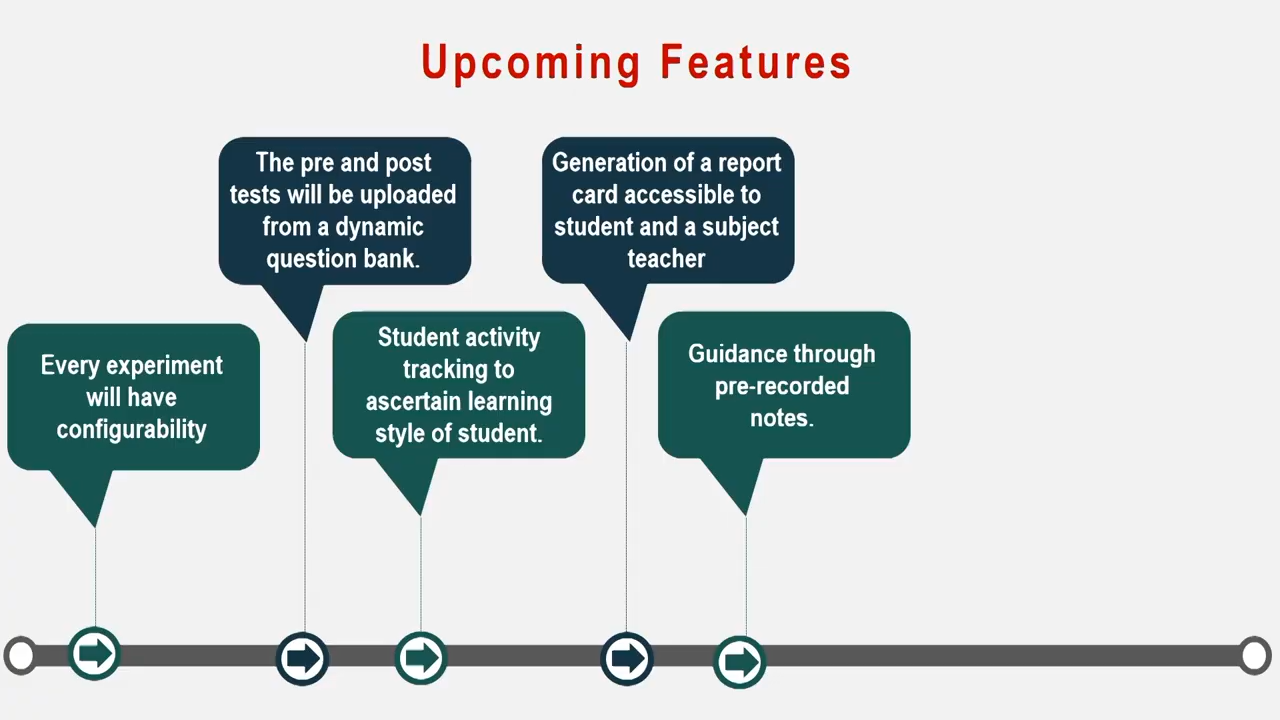 Upcoming Features
Every experiment
will have
configurability
The pre and post
tests will be uploaded
from a dynamic
question bank.
Student activity
tracking to
ascertain learning
style of student.
Generation of a report
card accessible to
student and a subject
teacher
Guidance through
pre-recorded
notes.